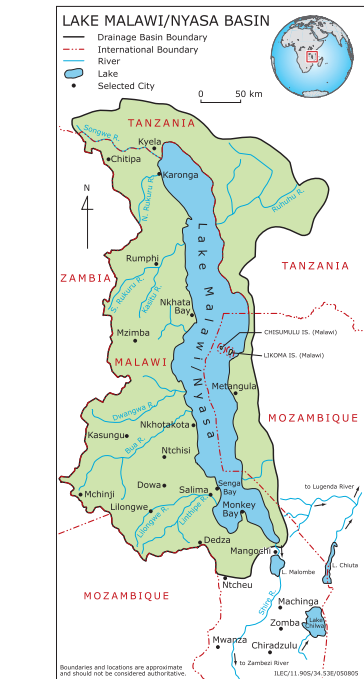 LAKE MALAWI/NYASA BASIN
Drainage Basin Boundary
International Boundary
River
Lake
Selected City
0 50 km
TANZANIA
Songwe R.
Kyela
Chitipa
Karonga
N. Rukuru R.
Ruhuhu R.
N
Lake Malawi/Nyasa
Rumphi
TANZANIA
ZAMBIA
S. Rukuru R.
Kasitu R.
Nkhata
Bay
Mzimba
CHISUMULU IS. (Malawi)
LIKOMA IS. (Malawi)
MALAWI
Metangula
Dwangwa R.
MOZAMBIQUE
Nkhotakota
Kasungu
Bua R.
Ntchisi
Dowa
Senga
Bay
Salima
Mchinji
to Lugenda River
Lilongwe
Monkey
Bay
Lilongwe R.
Linthipe R.
Dedza
Mangochi
L. Malombe
L. Chiuta
Ntcheu
MOZAMBIQUE
Shire R.
Machinga
Lake
Chilwa
Zomba
Mwanza
Chiradzulu
to Zambezi River
Boundaries and locations are approximate
and should not be considered authoritative.
ILEC/11.90S/34.53E/050805